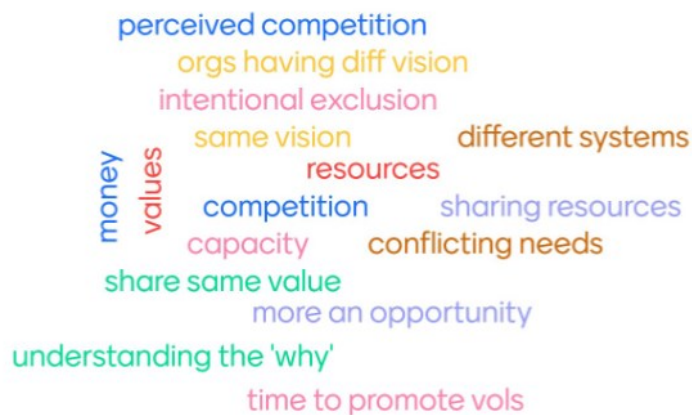 perceived competition
orgs having diff vision
intentional exclusion
same vision
different systems
money
values
resources
competition
sharing resources
capacity
conflicting needs
share same value
more an opportunity
understanding the 'why'
time to promote vols